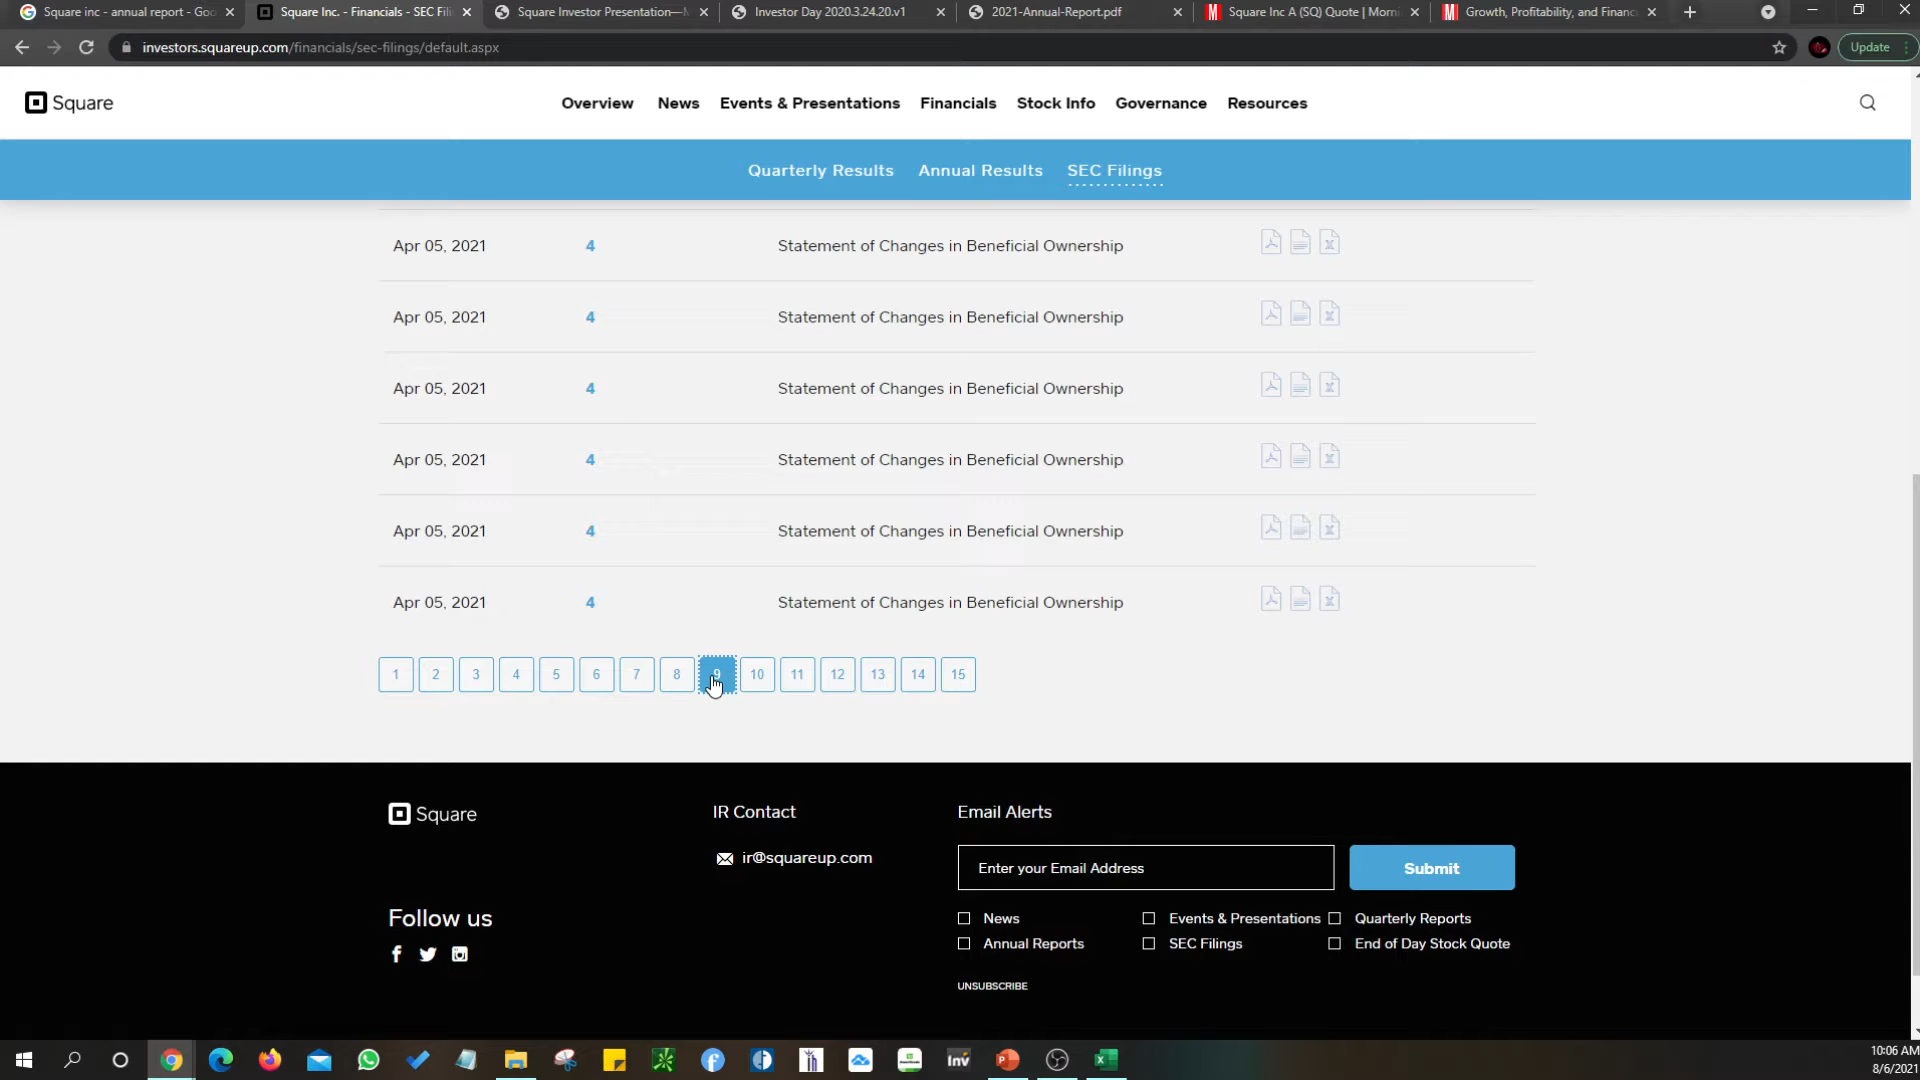 Square inc - annual report - Goo
Square Inc. - Financials - SEC Fili
Square Investor Presentation—M
Investor Day 2020.3.24.20.v1
2021-Annual-Report.pdf
Square Inc A (SQ) Quote | Morni
Growth, Profitability, and Financ
investors.squareup.com/financials/sec-filings/default.aspx
Update
Square
Overview News Events & Presentations Financials Stock Info Governance Resources
Quarterly Results Annual Results SEC Filings
Apr 05, 2021 4 Statement of Changes in Beneficial Ownership
Apr 05, 2021 4 Statement of Changes in Beneficial Ownership
Apr 05, 2021 4 Statement of Changes in Beneficial Ownership
Apr 05, 2021 4 Statement of Changes in Beneficial Ownership
Apr 05, 2021 4 Statement of Changes in Beneficial Ownership
Apr 05, 2021 4 Statement of Changes in Beneficial Ownership
1 2 3 4 5 6 7 8 9 10 11 12 13 14 15
Square
IR Contact
ir@squareup.com
Follow us
Email Alerts
Enter your Email Address
Submit
News Events & Presentations Quarterly Reports
Annual Reports SEC Filings End of Day Stock Quote
UNSUBSCRIBE
Inv
10:06 AM
8/6/2021